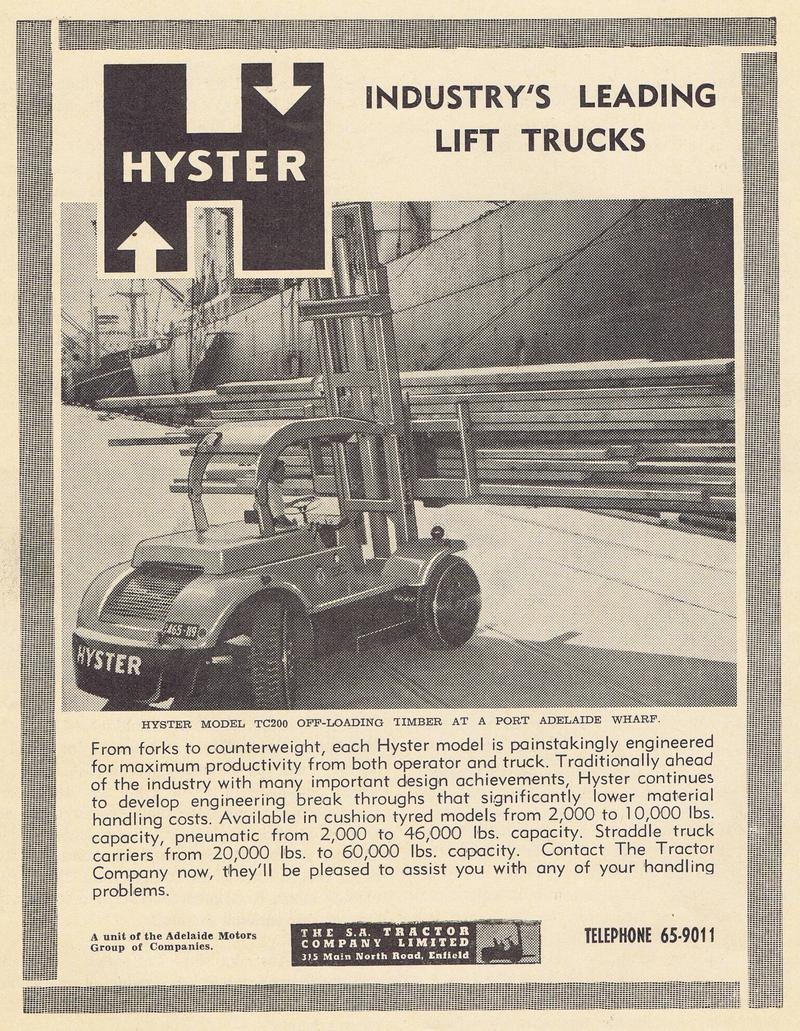 HYSTER
INDUSTRY'S LEADING
LIFT TRUCKS
465-119
HYSTER
HYSTER MODEL TC200 OFF-LOADING TIMBER AT A PORT ADELAIDE WHARF.
From forks to counterweight, each Hyster model is painstakingly engineered
for maximum productivity from both operator and truck. Traditionally ahead
of the industry with many important design achievements, Hyster continues
to develop engineering break throughs that significantly lower material
handling costs. Available in cushion tyred models from 2,000 to 10,000 lbs.
capacity, pneumatic from 2,000 to 46,000 lbs. capacity. Straddle truck
carriers from 20,000 lbs. to 60,000 lbs. capacity. Contact The Tractor
Company now, they'll be pleased to assist you with any of your handling
problems.
A unit of the Adelaide Motors
Group of Companies.
THE S.A. TRACTOR
COMPANY LIMITED
315 Main North Road, Enfield
TELEPHONE 65-9011